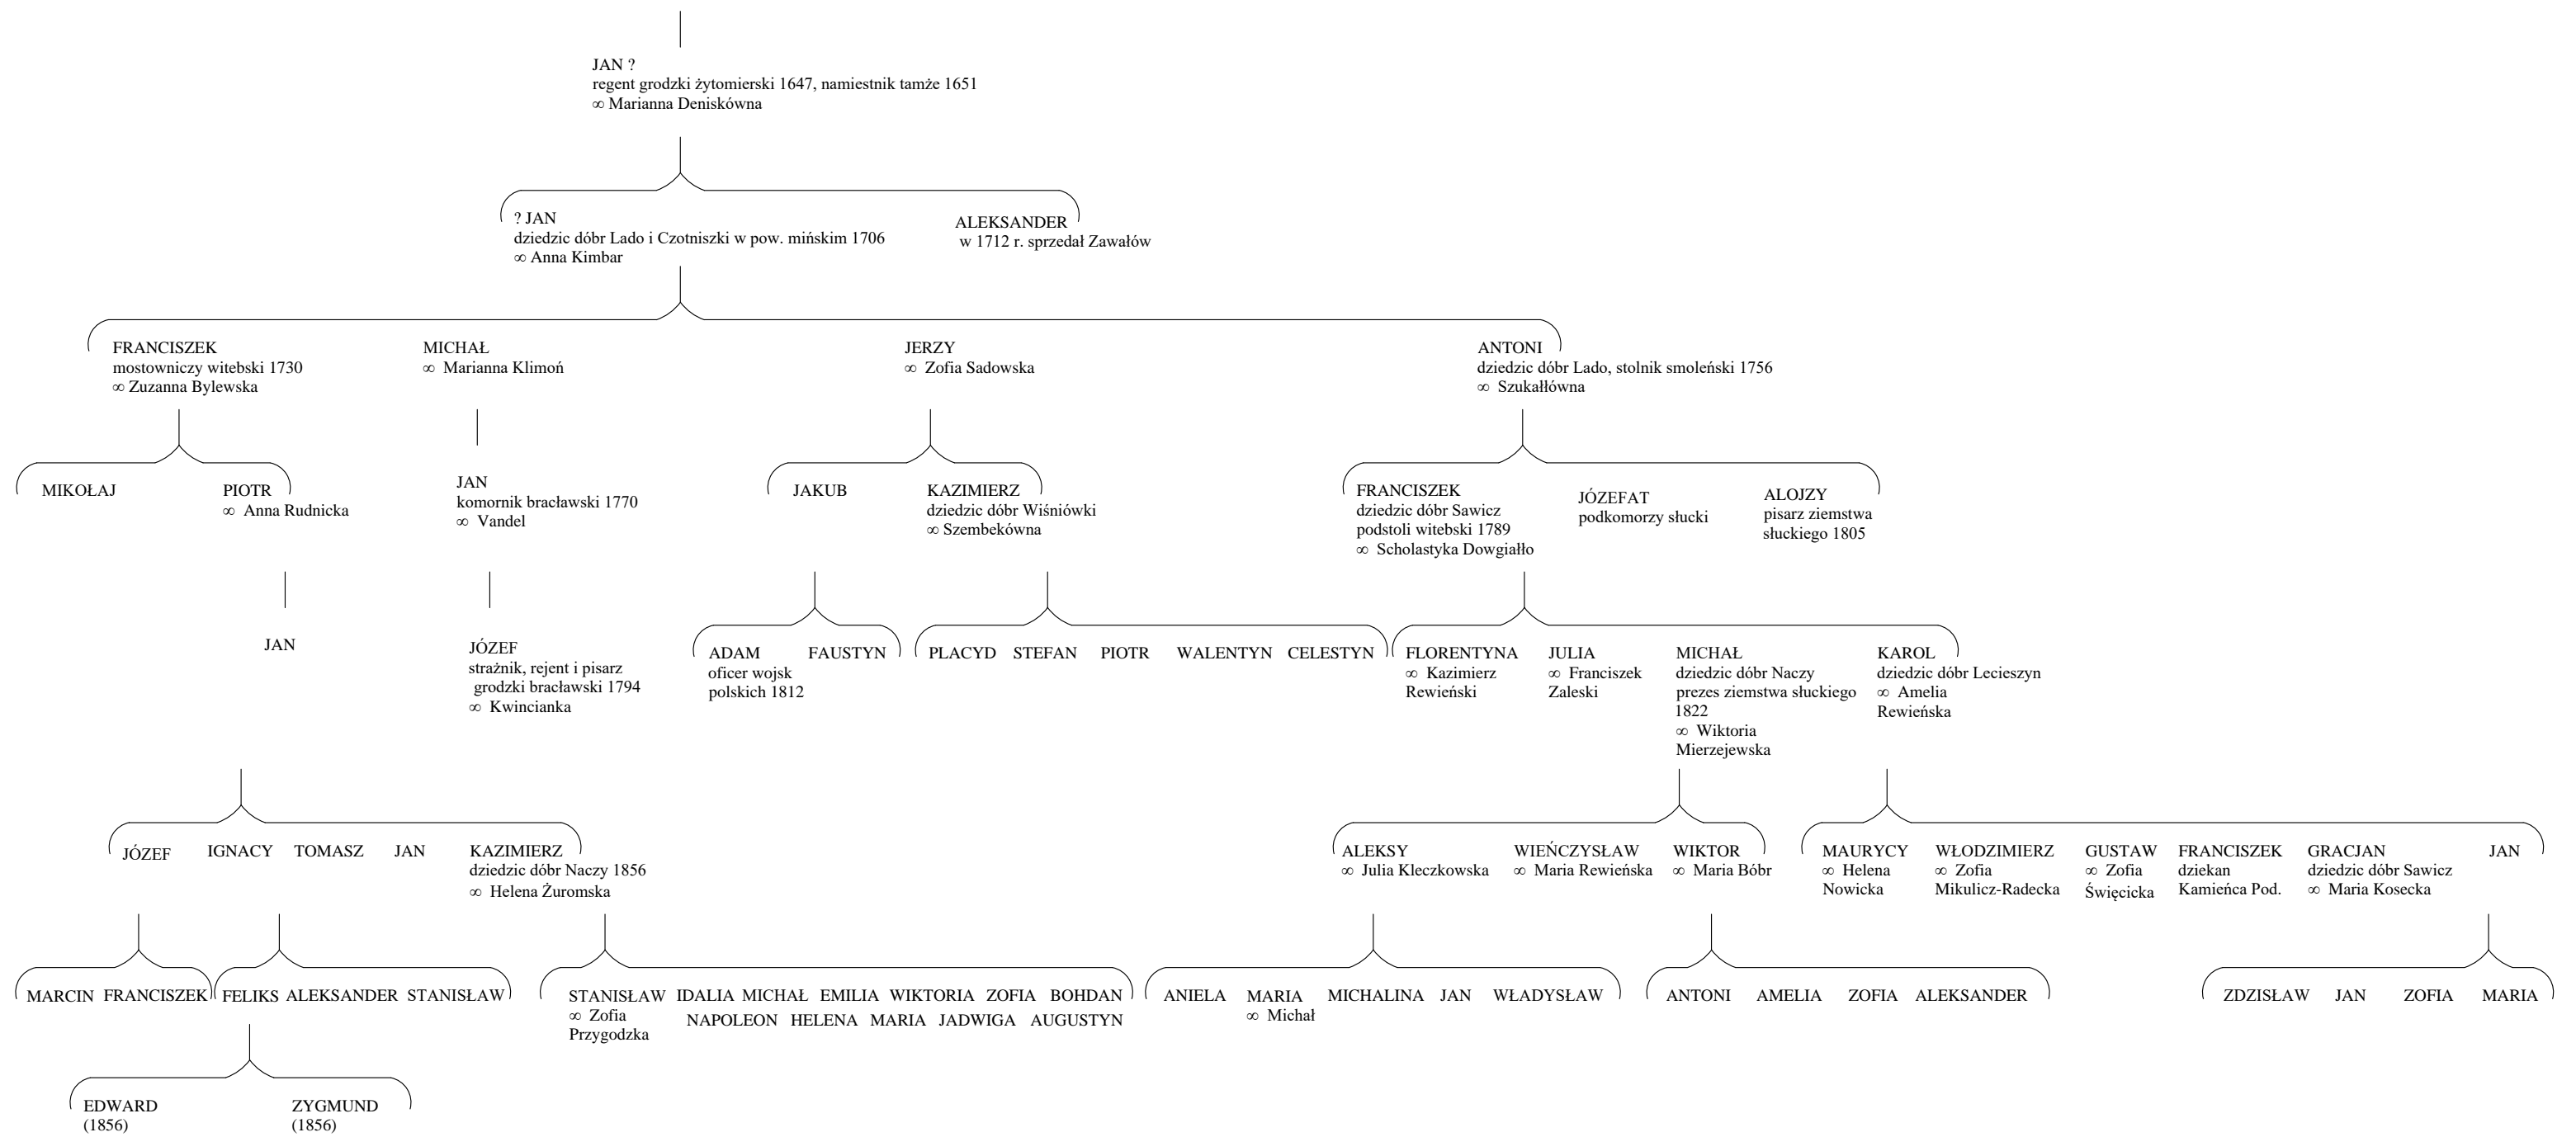 JAN ?
regent grodzki żytomierski 1647, namiestnik tamże 1651
∞ Marianna Deniskówna
? JAN
dziedzic dóbr Lado i Czotniszki w pow. mińskim 1706
∞ Anna Kimbar
ALEKSANDER
w 1712 r. sprzedał Zawałów
FRANCISZEK
mostowniczy witebski 1730
∞ Zuzanna Bylewska
MICHAŁ
∞ Marianna Klimoń
JERZY
∞ Zofia Sadowska
ANTONI
dziedzic dóbr Lado, stolnik smoleński 1756
∞ Szukałłówna
MIKOŁAJ
PIOTR
∞ Anna Rudnicka
JAN
komornik bracławski 1770
∞ Vandel
JAKUB
KAZIMIERZ
dziedzic dóbr Wiśniówki
∞ Szembekówna
FRANCISZEK
dziedzic dóbr Sawicz
podstoli witebski 1789
∞ Scholastyka Dowgiałło
JÓZEFAT
podkomorzy słucki
ALOJZY
pisarz ziemstwa
słuckiego 1805
JAN
JÓZEF
strażnik, rejent i pisarz
grodzki bracławski 1794
∞ Kwincianka
ADAM
oficer wojsk
polskich 1812
FAUSTYN
PLACYD
STEFAN
PIOTR
WALENTYN
CELESTYN
FLORENTYNA
∞ Kazimierz
Rewieński
JULIA
∞ Franciszek
Zaleski
MICHAŁ
dziedzic dóbr Naczy
prezes ziemstwa słuckiego
1822
∞ Wiktoria
Mierzejewska
KAROL
dziedzic dóbr Lecieszyn
∞ Amelia
Rewieńska
JÓZEF
IGNACY
TOMASZ
JAN
KAZIMIERZ
dziedzic dóbr Naczy 1856
∞ Helena Żuromska
ALEKSY
∞ Julia Kleczkowska
WIEŃCZYSŁAW
∞ Maria Rewieńska
WIKTOR
∞ Maria Bóbr
MAURYCY
∞ Helena
Nowicka
WŁODZIMIERZ
∞ Zofia
Mikulicz-Radecka
GUSTAW
∞ Zofia
Święcicka
FRANCISZEK
dziekan
Kamieńca Pod.
GRACJAN
dziedzic dóbr Sawicz
∞ Maria Kosecka
JAN
MARCIN
FRANCISZEK
FELIKS
ALEKSANDER
STANISŁAW
STANISŁAW
∞ Zofia
Przygodzka
IDALIA MICHAŁ EMILIA WIKTORIA ZOFIA BOHDAN
NAPOLEON HELENA MARIA JADWIGA AUGUSTYN
ANIELA
MARIA
∞ Michał
MICHALINA
JAN
WŁADYSŁAW
ANTONI
AMELIA
ZOFIA
ALEKSANDER
ZDZISŁAW
JAN
ZOFIA
MARIA
EDWARD
(1856)
ZYGMUND
(1856)